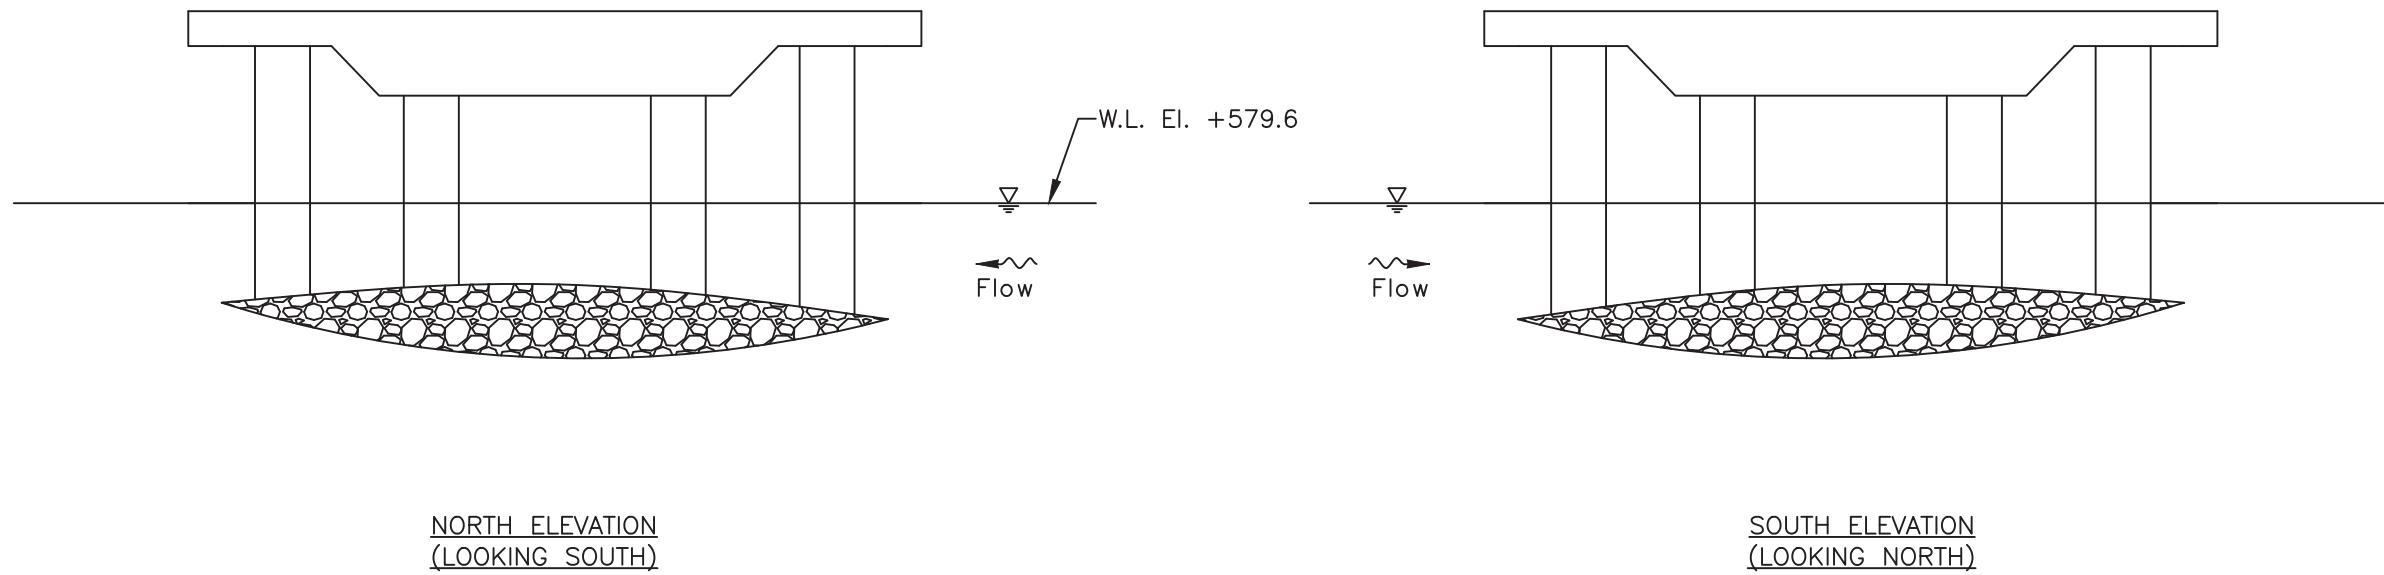 W.L. El. +579.6
Flow
Flow
NORTH ELEVATION
(LOOKING SOUTH)
SOUTH ELEVATION
(LOOKING NORTH)